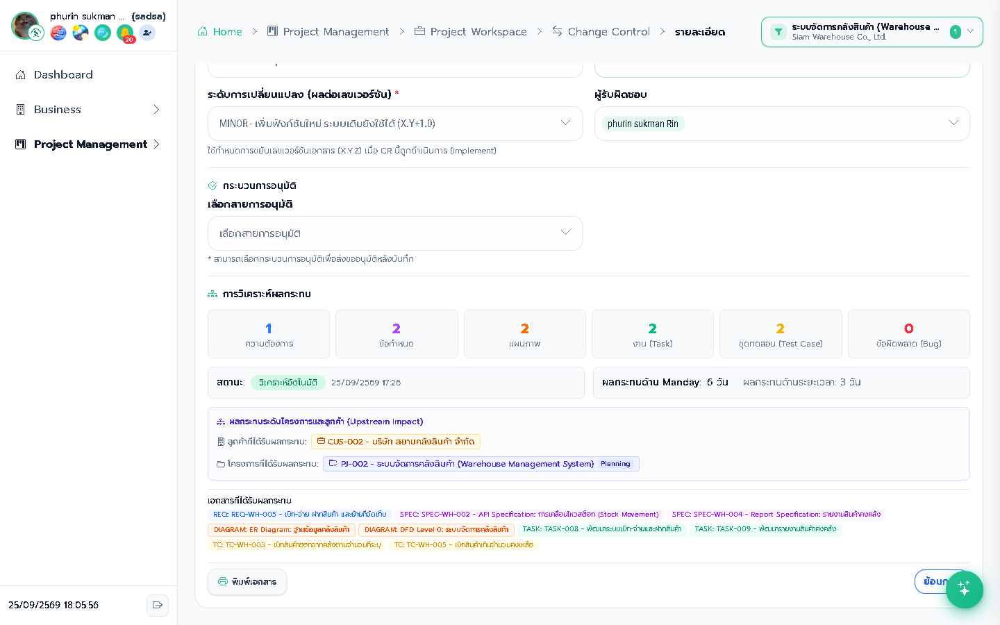 phurin sukman ... (sadsa)
20
Home > Project Management > Project Workspace > Change Control > รายละเอียด
ระบบจัดการคลังสินค้า (Warehouse ...
Siam Warehouse Co., Ltd.
1
Dashboard
Business
Project Management
25/09/2569 18:05:56
ระดับการเปลี่ยนแปลง (ผลต่อเลขเวอร์ชัน) *
ผู้รับผิดชอบ
MINOR - เพิ่มฟังก์ชันใหม่ ระบบเดิมยังใช้ได้ (X.Y+1.0)
phurin sukman Rin
ใช้กำหนดการขยับเลขเวอร์ชันเอกสาร (X.Y.Z) เมื่อ CR นี้ถูกดำเนินการ (implement)
กระบวนการอนุมัติ
เลือกสายการอนุมัติ
เลือกสายการอนุมัติ
* สามารถเลือกกระบวนการอนุมัติเพื่อส่งขออนุมัติหลังบันทึก
การวิเคราะห์ผลกระทบ
1 2 2 2 2 0
ความต้องการ ข้อกำหนด แผนภาพ งาน (Task) ชุดทดสอบ (Test Case) ข้อผิดพลาด (Bug)
สถานะ: วิเคราะห์อัตโนมัติ 25/09/2569 17:26
ผลกระทบด้าน Manday: 6 วัน ผลกระทบด้านระยะเวลา: 3 วัน
ผลกระทบระดับโครงการและลูกค้า (Upstream Impact)
ลูกค้าที่ได้รับผลกระทบ: CUS-002 - บริษัท สยามคลังสินค้า จำกัด
โครงการที่ได้รับผลกระทบ: PJ-002 - ระบบจัดการคลังสินค้า (Warehouse Management System) Planning
เอกสารที่ได้รับผลกระทบ
REQ: REQ-WH-005 - เบิก-จ่าย ฝากสินค้า และย้ายที่จัดเก็บ SPEC: SPEC-WH-002 - API Specification: การเคลื่อนไหวสต็อก (Stock Movement) SPEC: SPEC-WH-004 - Report Specification: รายงานสินค้าคงคลัง
DIAGRAM: ER Diagram: ฐานข้อมูลคลังสินค้า DIAGRAM: DFD Level 0: ระบบจัดการคลังสินค้า TASK: TASK-008 - พัฒนาระบบเบิก-จ่ายและฝากสินค้า TASK: TASK-009 - พัฒนารายงานสินค้าคงคลัง
TC: TC-WH-003 - เบิกสินค้าออกจากคลังตามจำนวนที่ระบุ TC: TC-WH-005 - เบิกสินค้าเกินจำนวนคงเหลือ
พิมพ์เอกสาร